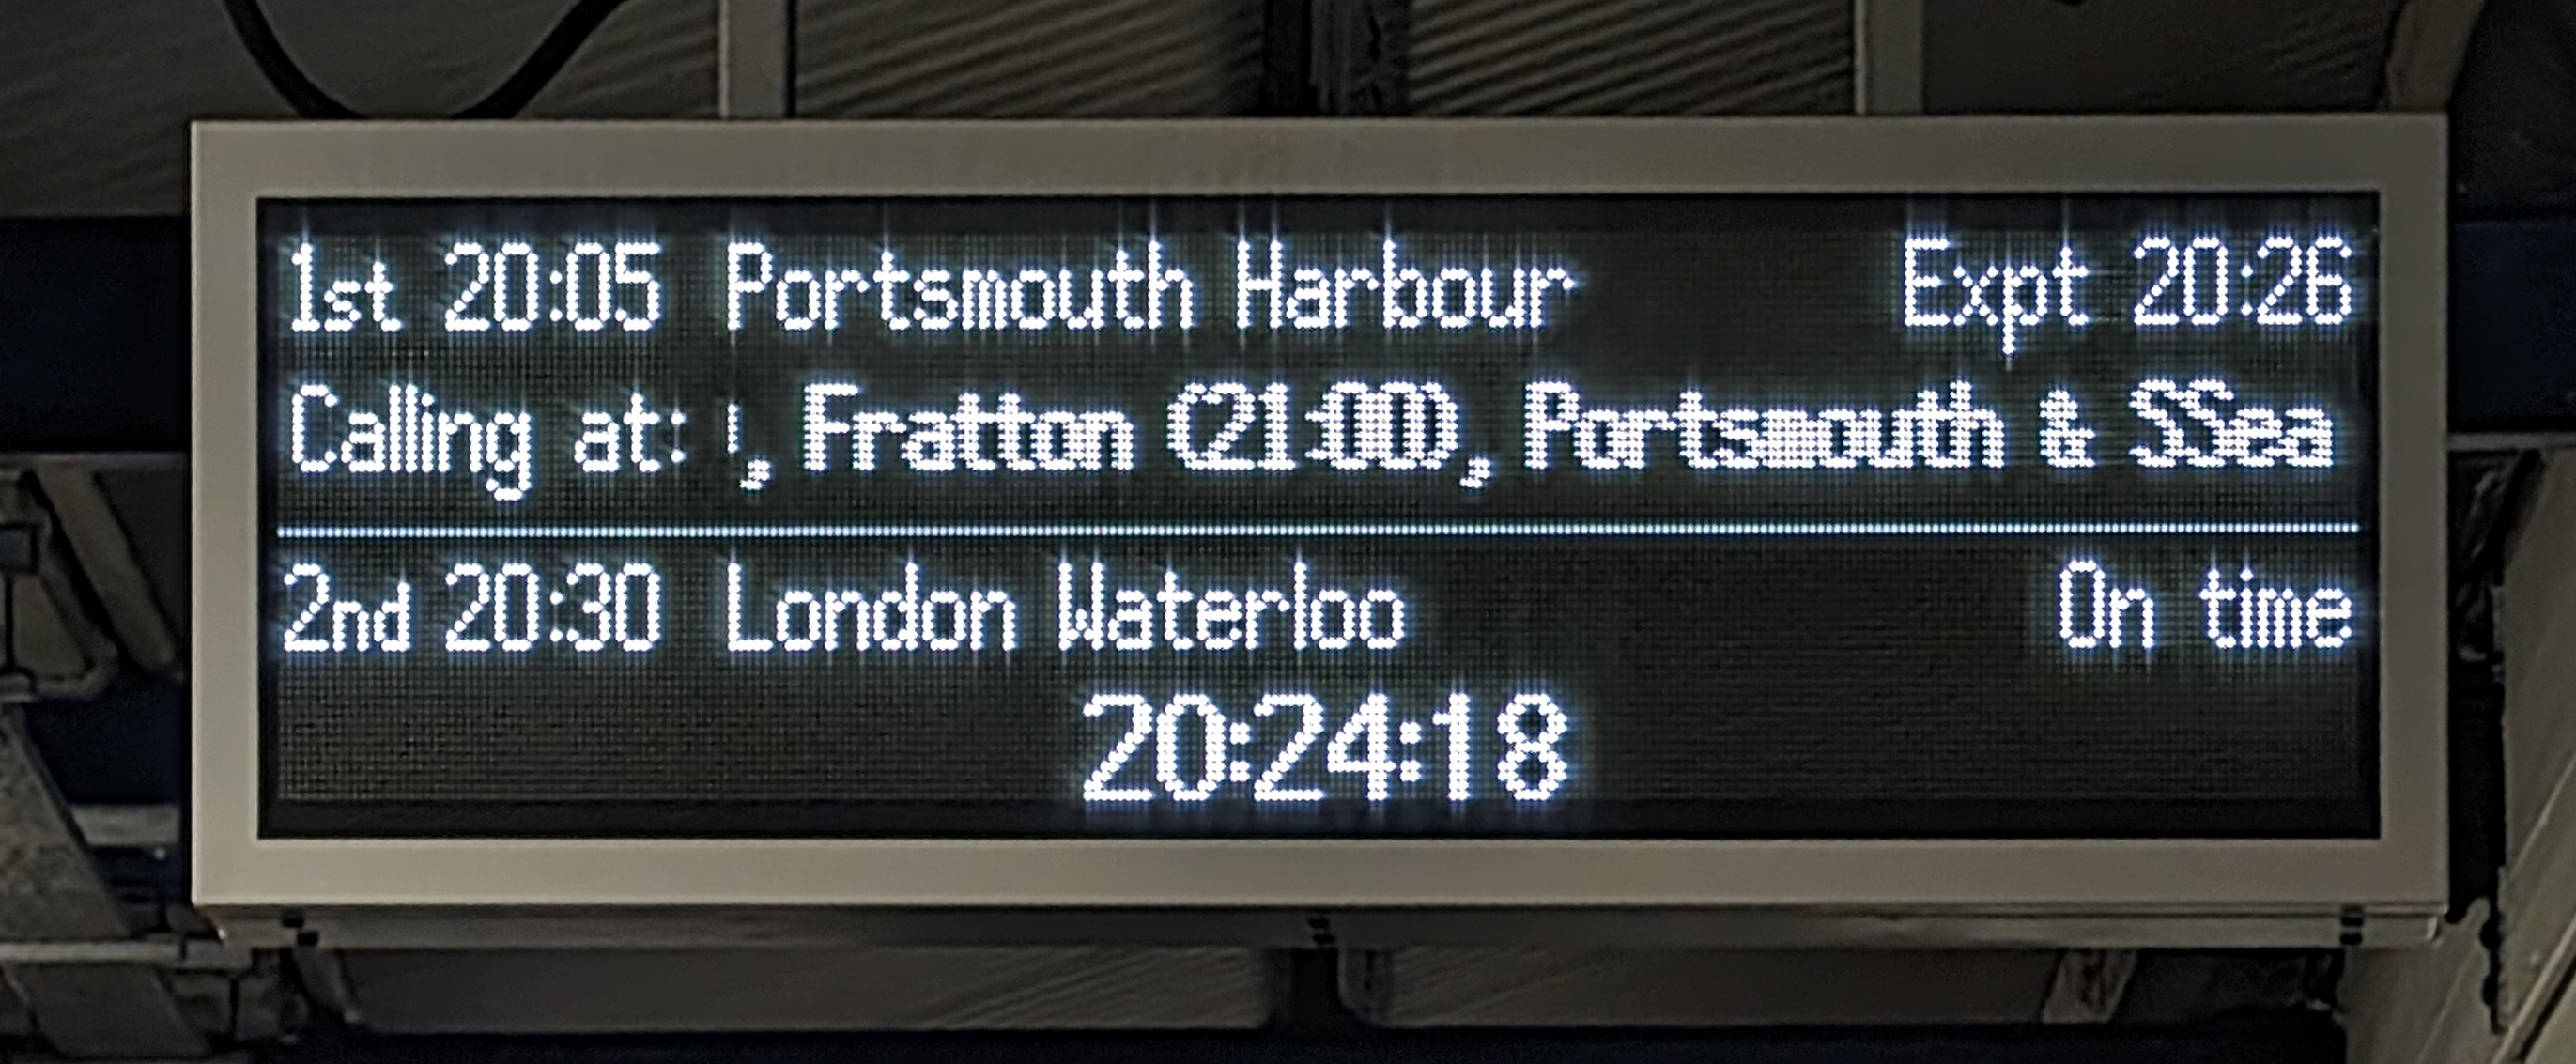 1st 20:05 Portsmouth Harbour Expt 20:26
Calling at: , Fratton (21:00), Portsmouth & SSea
2nd 20:30 London Waterloo On time
20:24:18